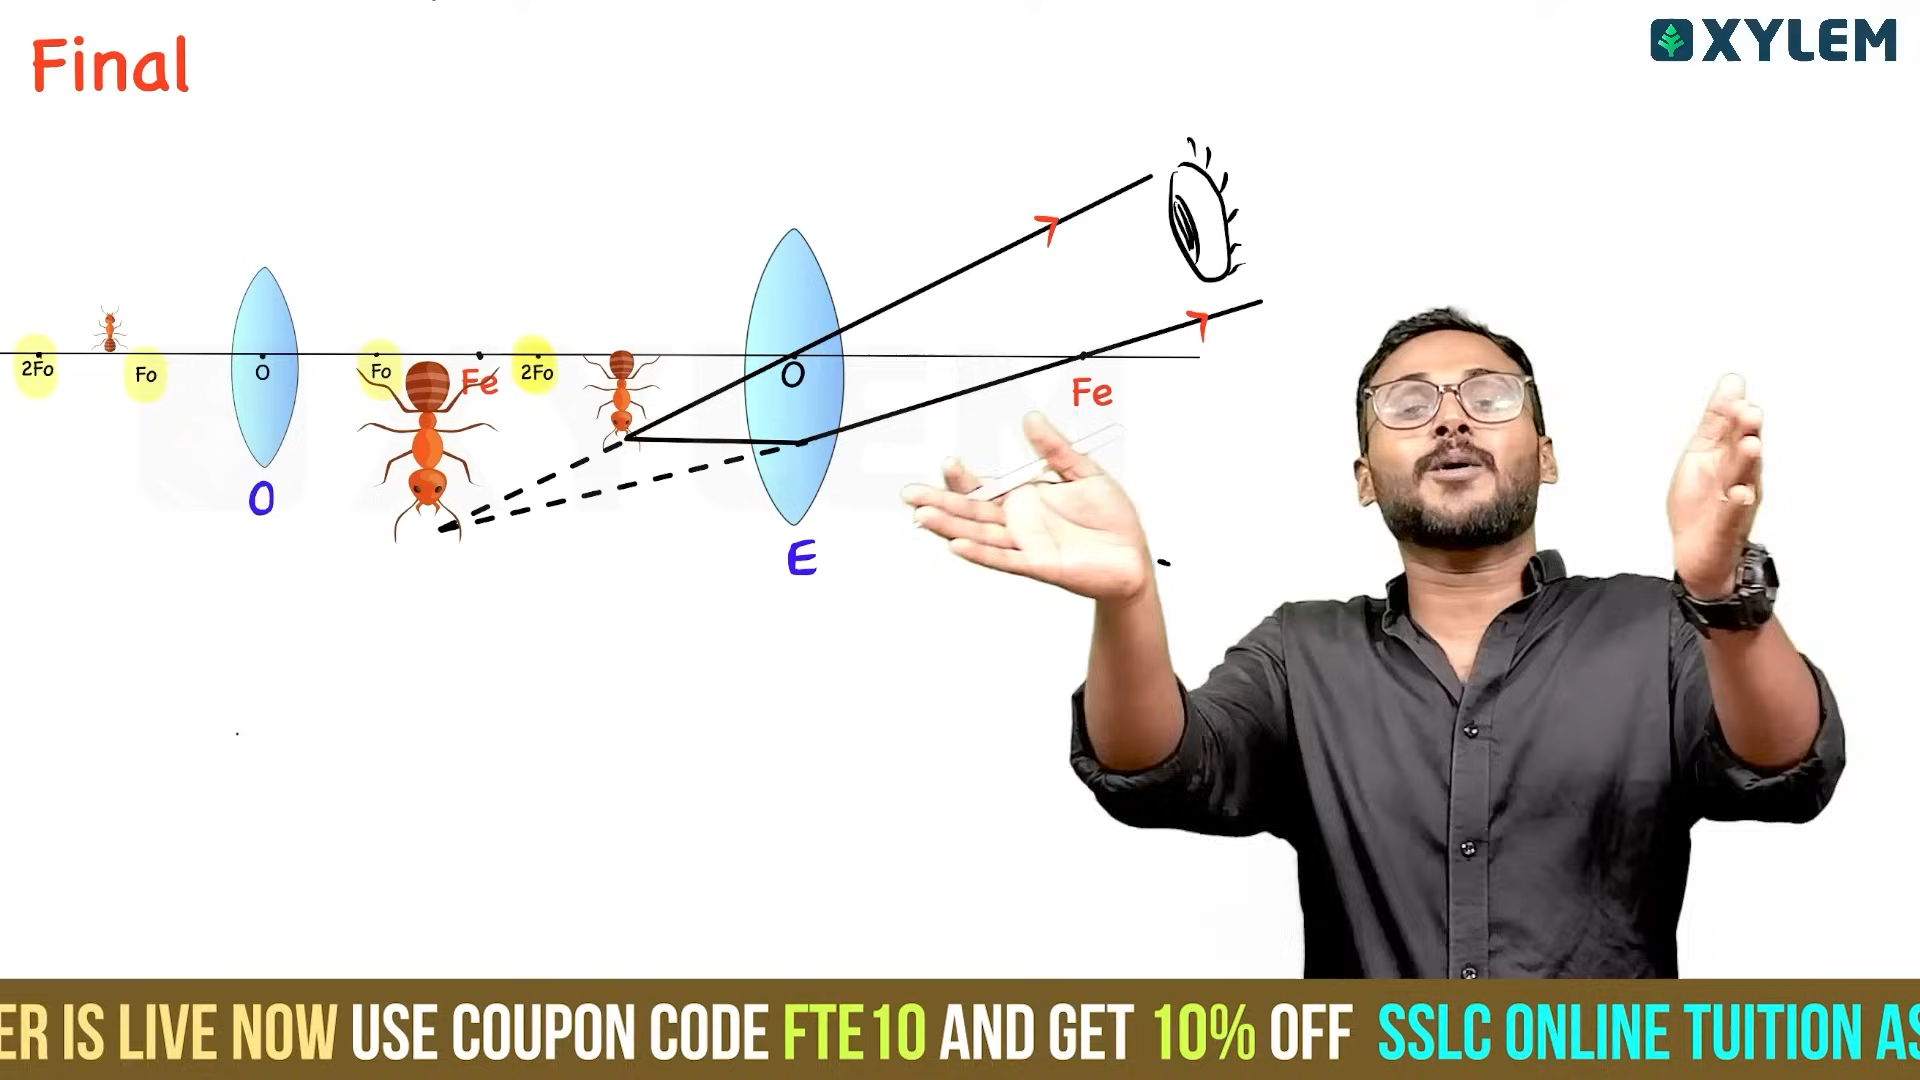 Final
XYLEM
2Fo
Fo
O
Fo
Fe
2Fo
O
Fe
O
E
ER IS LIVE NOW USE COUPON CODE FTE10 AND GET 10% OFF SSLC ONLINE TUITION AS